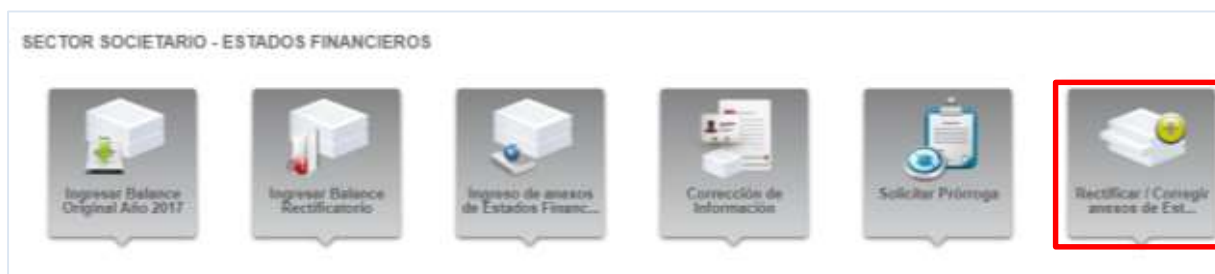 SECTOR SOCIETARIO - ESTADOS FINANCIEROS
Ingresar Balance
Original Año 2017
Ingresar Balance
Rectificatorio
Ingreso de anexos
de Estados Financ...
Corrección de
Información
Solicitar Prórroga
Rectificar / Corregir
anexos de Est...